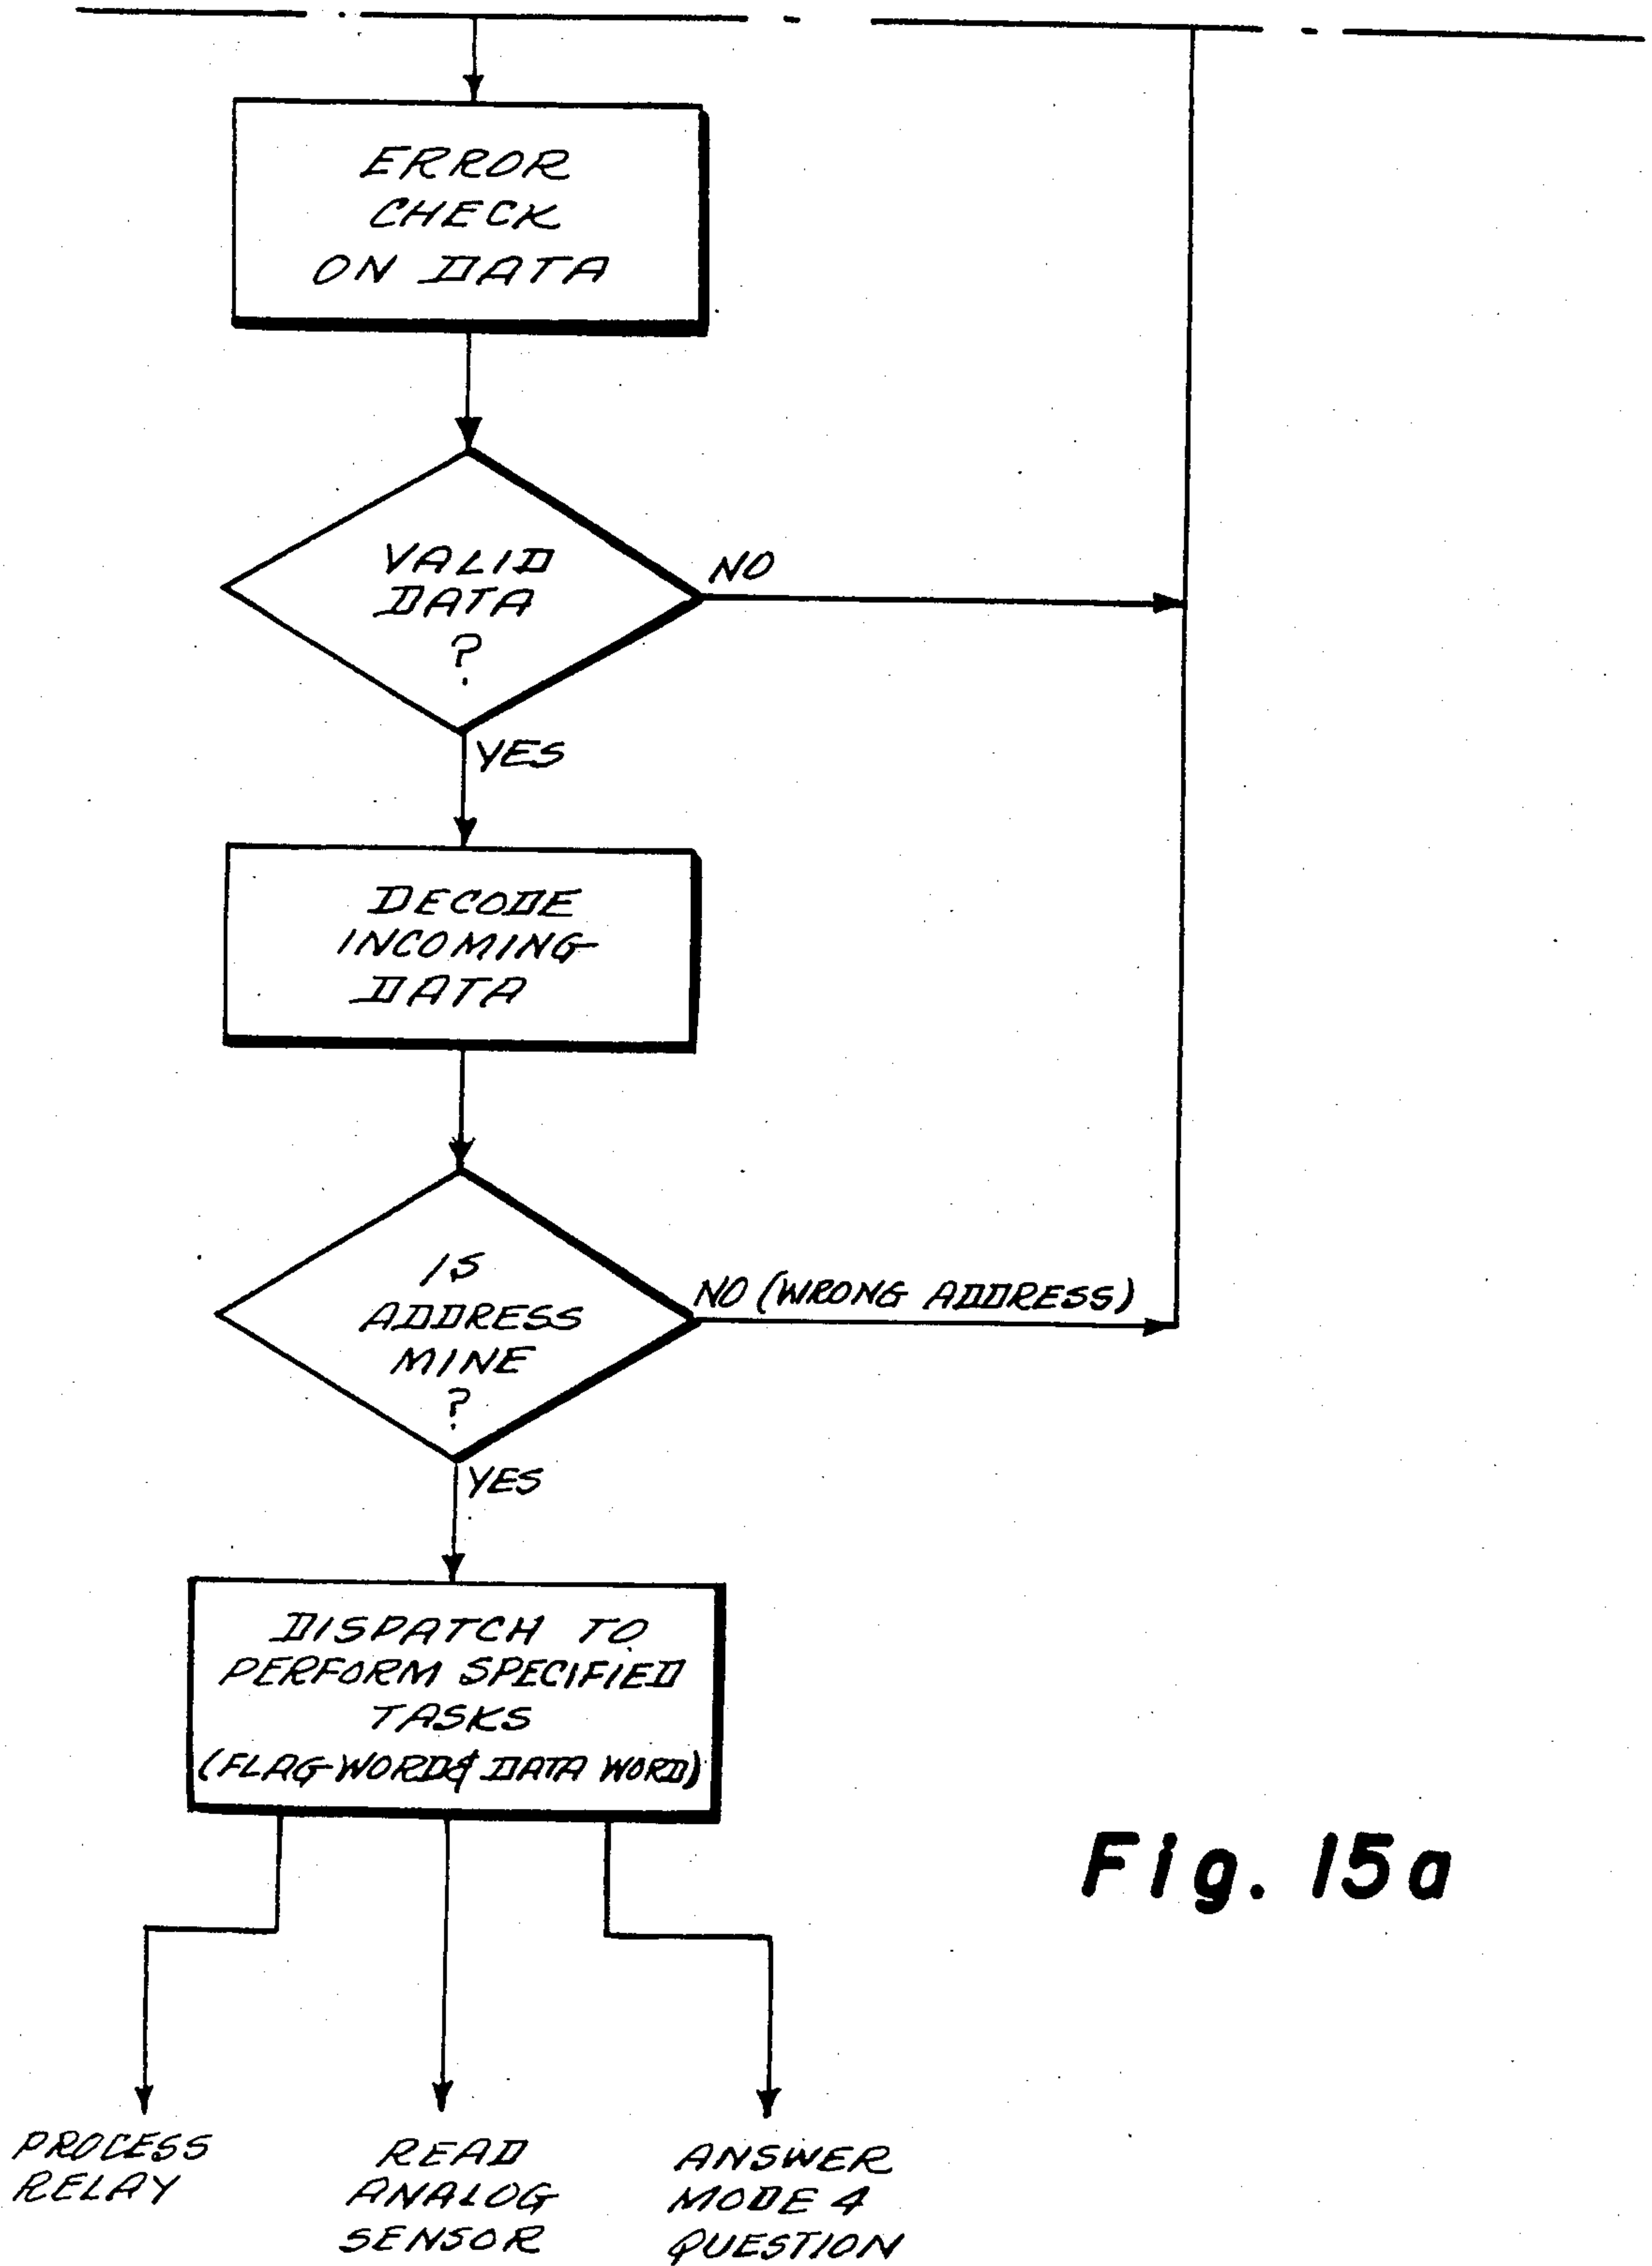 ERROR
CHECK
ON DATA
VALID
DATA
?
NO
YES
DECODE
INCOMING
DATA
IS
ADDRESS
MINE
?
NO (WRONG ADDRESS)
YES
DISPATCH TO
PERFORM SPECIFIED
TASKS
(FLAG WORD & DATA WORD)
Fig. 15a
PROCESS
RELAY
READ
ANALOG
SENSOR
ANSWER
MODE 4
QUESTION